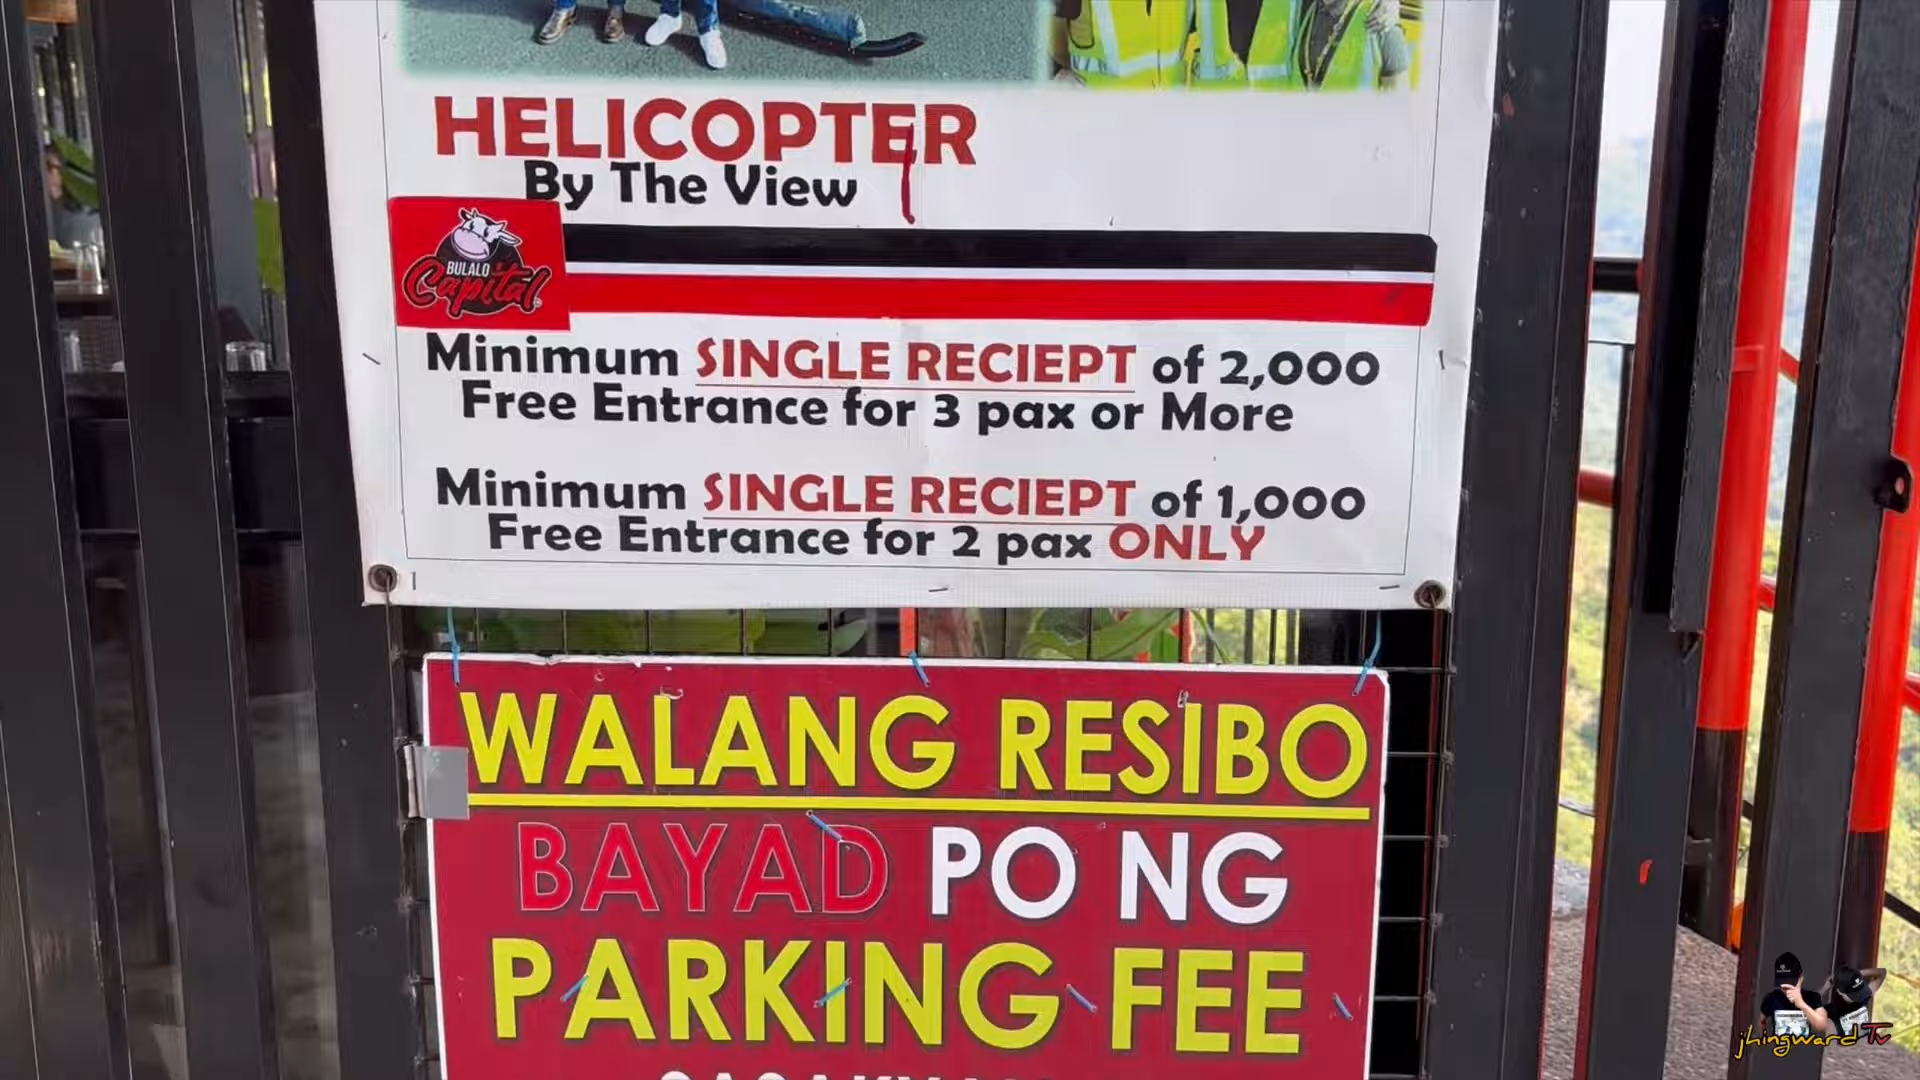 HELICOPTER
By The View
BULALO
Capital
Minimum SINGLE RECIEPT of 2,000
Free Entrance for 3 pax or More
Minimum SINGLE RECIEPT of 1,000
Free Entrance for 2 pax ONLY
WALANG RESIBO
BAYAD PO NG
PARKING FEE
jhingward Tv